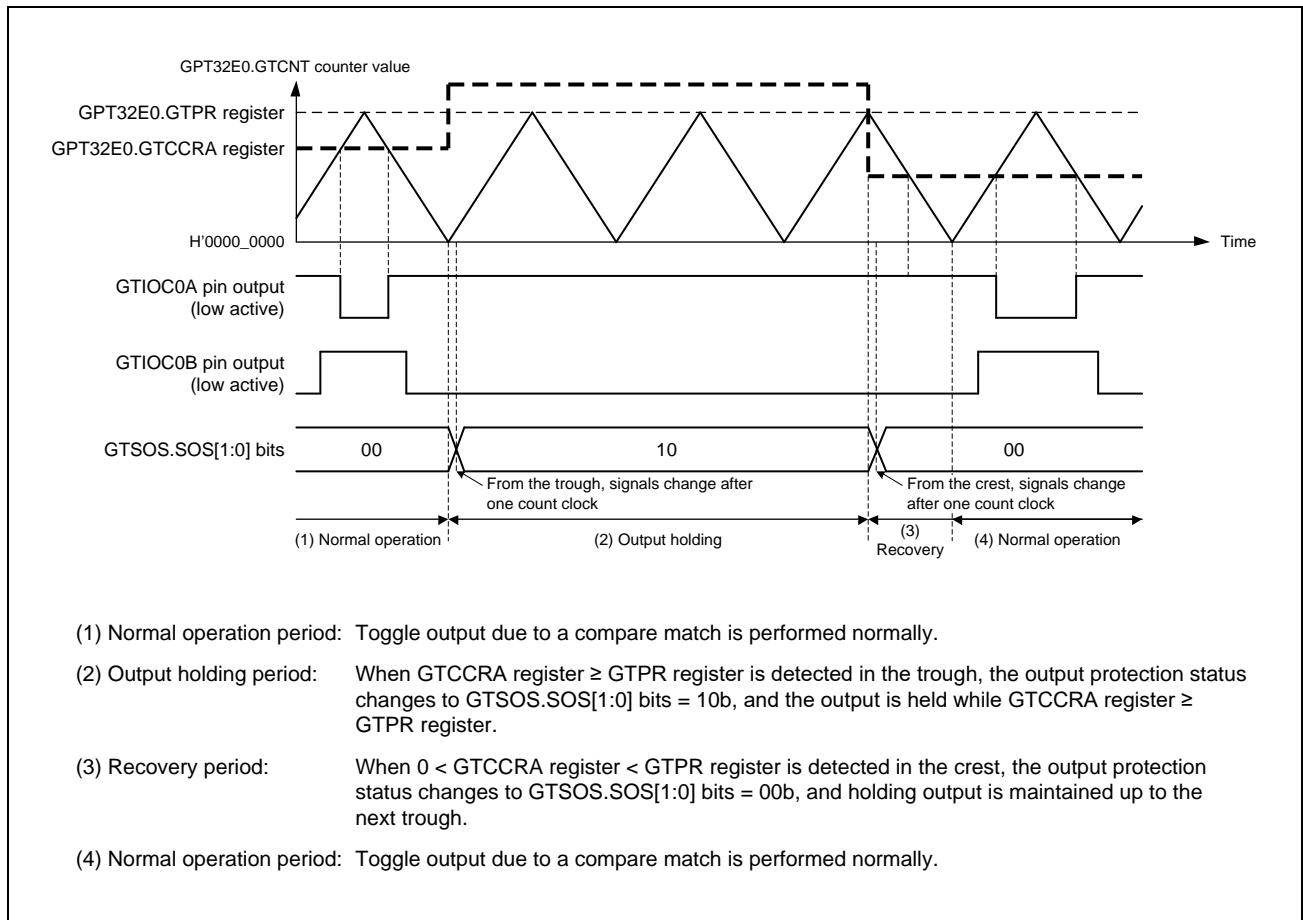 GPT32E0.GTCNT counter value
GPT32E0.GTPR register
GPT32E0.GTCCRA register
H'0000_0000
Time
GTIOC0A pin output
(low active)
GTIOC0B pin output
(low active)
GTSOS.SOS[1:0] bits
00
10
00
From the trough, signals change after
one count clock
From the crest, signals change
after one count clock
(1) Normal operation
(2) Output holding
(3)
Recovery
(4) Normal operation
(1) Normal operation period: Toggle output due to a compare match is performed normally.
(2) Output holding period: When GTCCRA register ≥ GTPR register is detected in the trough, the output protection status
changes to GTSOS.SOS[1:0] bits = 10b, and the output is held while GTCCRA register ≥
GTPR register.
(3) Recovery period: When 0 < GTCCRA register < GTPR register is detected in the crest, the output protection
status changes to GTSOS.SOS[1:0] bits = 00b, and holding output is maintained up to the
next trough.
(4) Normal operation period: Toggle output due to a compare match is performed normally.